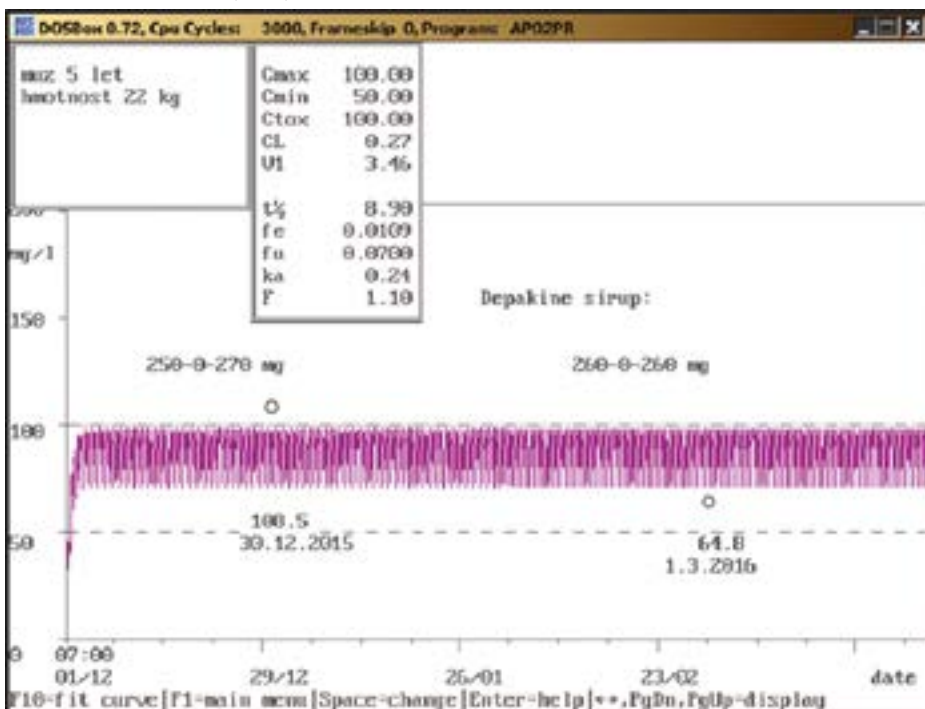 DOSBox 0.72, Cpu Cycles: 3000, Frameskip 0, Program: APO2PR
muz 5 let
hmotnost 22 kg
Cmax 100.00
Cmin 50.00
Ctox 100.00
CL 0.27
V1 3.46
t½ 8.90
fe 0.0109
fu 0.0700
ka 0.24
F 1.10
200
mg/l
150
100
50
0
Depakine sirup:
250-0-270 mg
260-0-260 mg
108.5
30.12.2015
64.8
1.3.2016
07:00
01/12
29/12
26/01
23/02
date
F10=fit curve|F1=main menu|Space=change|Enter=help|↔,PgDn,PgUp=display